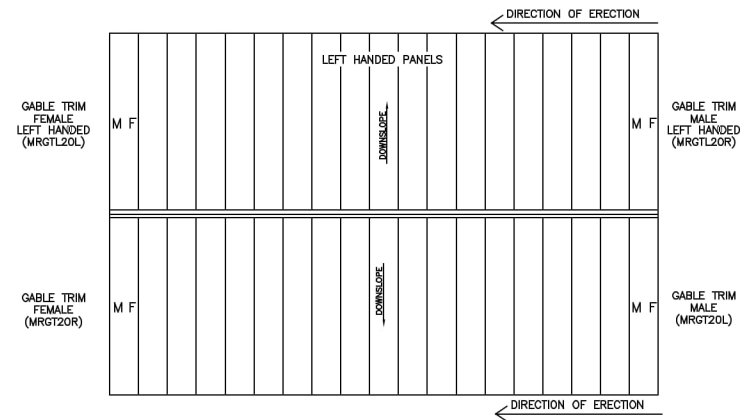 DIRECTION OF ERECTION
LEFT HANDED PANELS
GABLE TRIM
FEMALE
LEFT HANDED
(MRGTL20L)
M F
DOWNSLOPE
M F
GABLE TRIM
MALE
LEFT HANDED
(MRGTL20R)
GABLE TRIM
FEMALE
(MRGT20R)
M F
DOWNSLOPE
M F
GABLE TRIM
MALE
(MRGT20L)
DIRECTION OF ERECTION